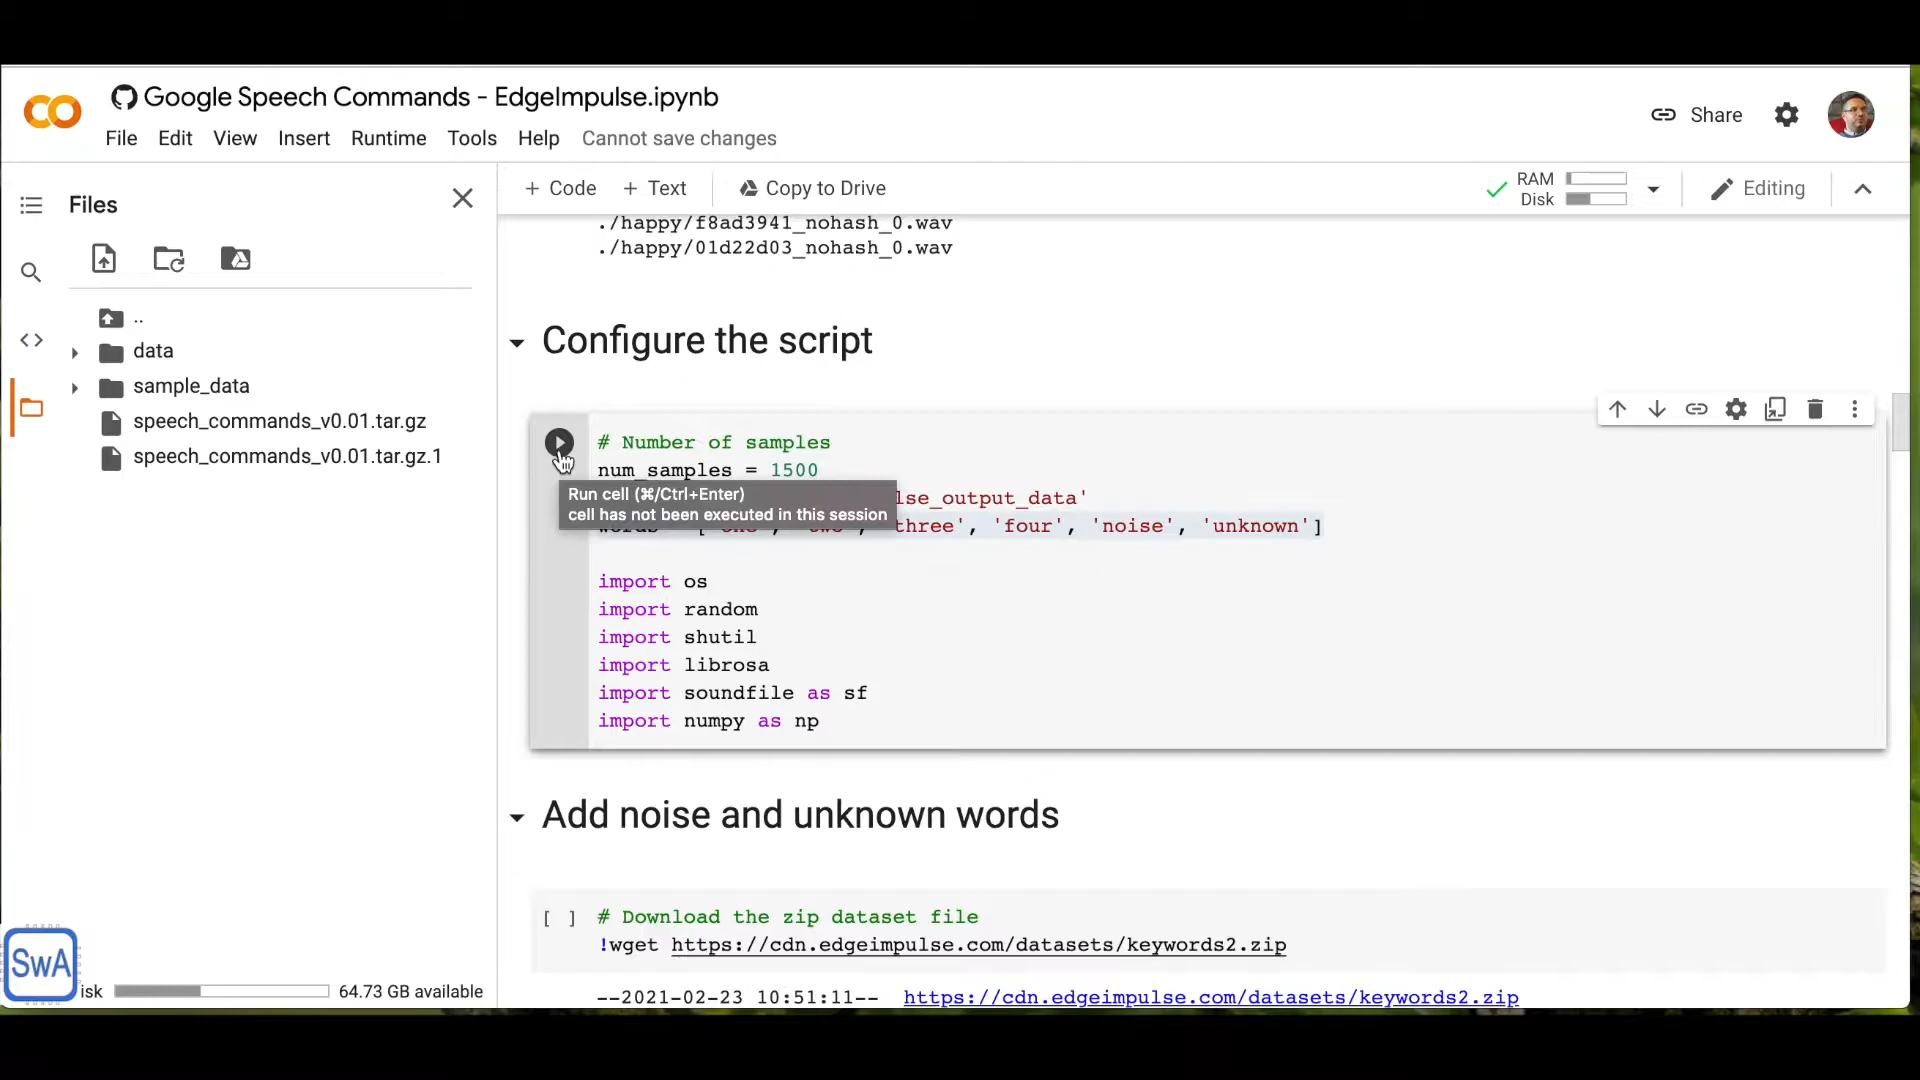 Google Speech Commands - EdgeImpulse.ipynb
File Edit View Insert Runtime Tools Help Cannot save changes
Share
Files
+ Code + Text Copy to Drive
RAM
Disk
Editing
..
data
sample_data
speech_commands_v0.01.tar.gz
speech_commands_v0.01.tar.gz.1
SwA
isk 64.73 GB available
./happy/f8ad3941_nohash_0.wav
./happy/01d22d03_nohash_0.wav
Configure the script
# Number of samples
num_samples = 1500
Run cell (⌘/Ctrl+Enter)
cell has not been executed in this session
lse_output_data'
three', 'four', 'noise', 'unknown']
import os
import random
import shutil
import librosa
import soundfile as sf
import numpy as np
Add noise and unknown words
[ ] # Download the zip dataset file
!wget https://cdn.edgeimpulse.com/datasets/keywords2.zip
--2021-02-23 10:51:11-- https://cdn.edgeimpulse.com/datasets/keywords2.zip